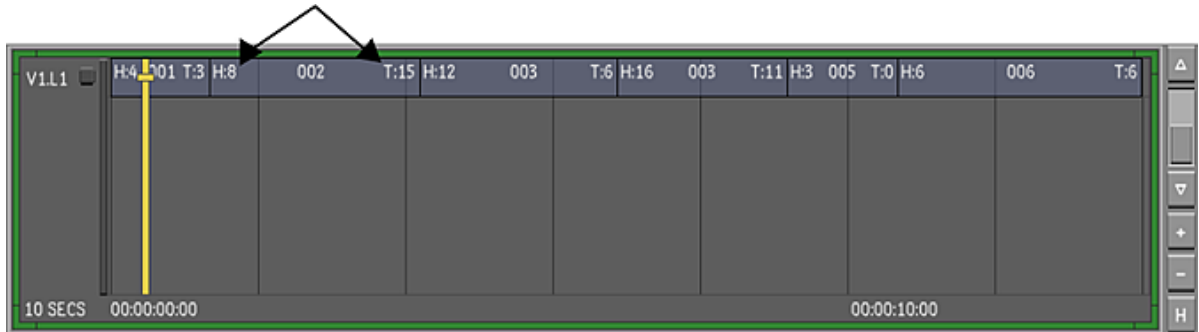 V1.L1 H:4 001 T:3 H:8 002 T:15 H:12 003 T:6 H:16 003 T:11 H:3 005 T:0 H:6 006 T:6
+
-
10 SECS 00:00:00:00 00:00:10:00 H